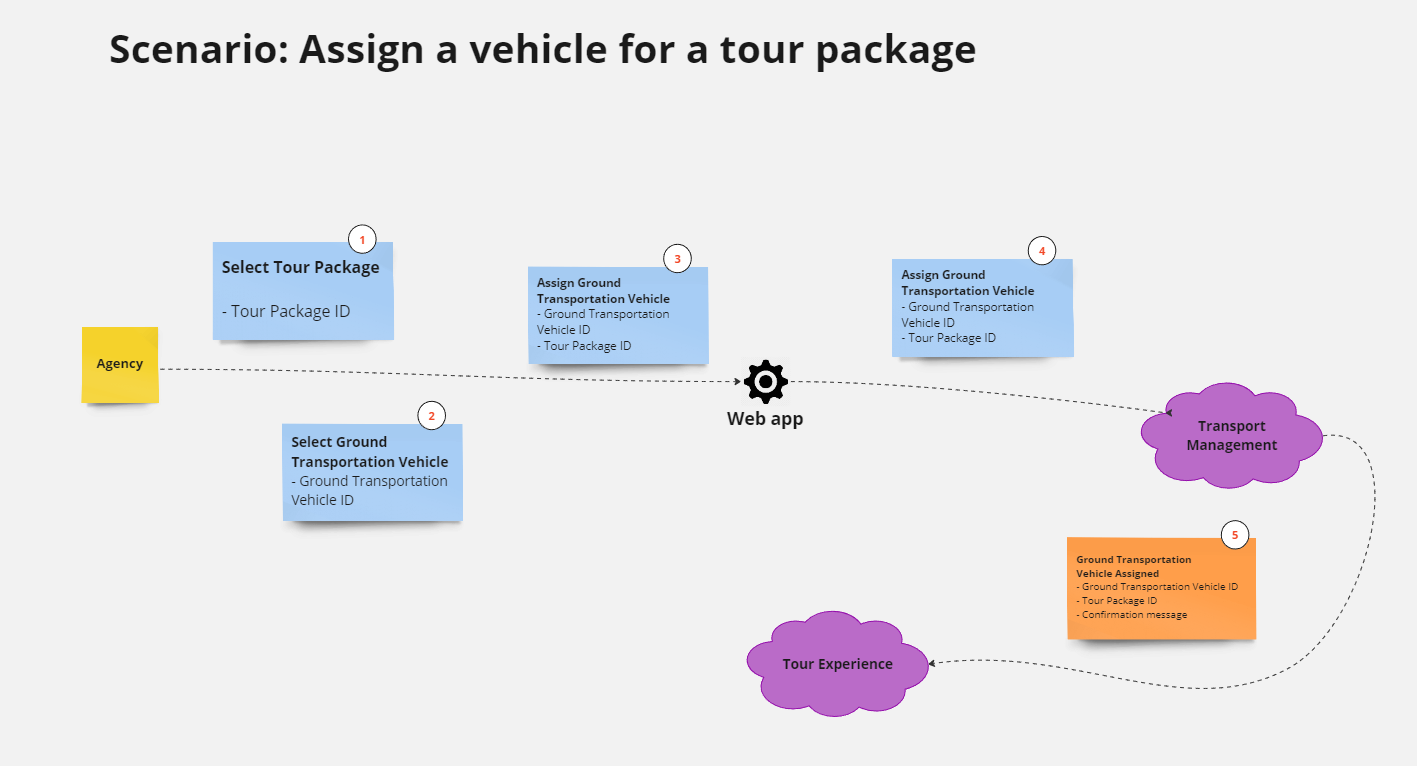 Scenario: Assign a vehicle for a tour package
1
Select Tour Package
- Tour Package ID
Agency
2
Select Ground
Transportation Vehicle
- Ground Transportation
Vehicle ID
3
Assign Ground
Transportation Vehicle
- Ground Transportation
Vehicle ID
- Tour Package ID
Web app
4
Assign Ground
Transportation Vehicle
- Ground Transportation
Vehicle ID
- Tour Package ID
Transport
Management
5
Ground Transportation
Vehicle Assigned
- Ground Transportation Vehicle ID
- Tour Package ID
- Confirmation message
Tour Experience